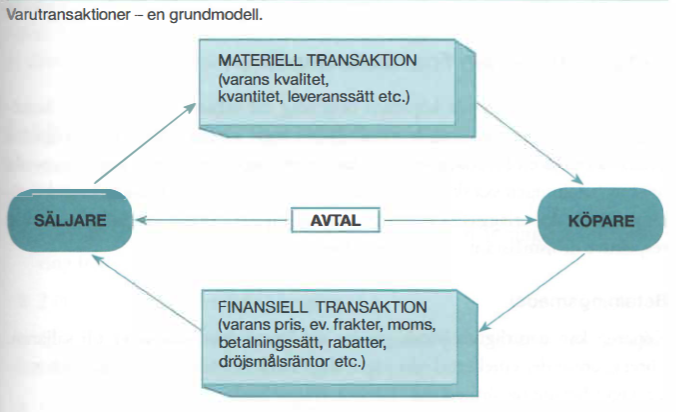 Varutransaktioner – en grundmodell.
MATERIELL TRANSAKTION
(varans kvalitet,
kvantitet, leveranssätt etc.)
SÄLJARE
AVTAL
KÖPARE
FINANSIELL TRANSAKTION
(varans pris, ev. frakter, moms,
betalningssätt, rabatter,
dröjsmålsräntor etc.)